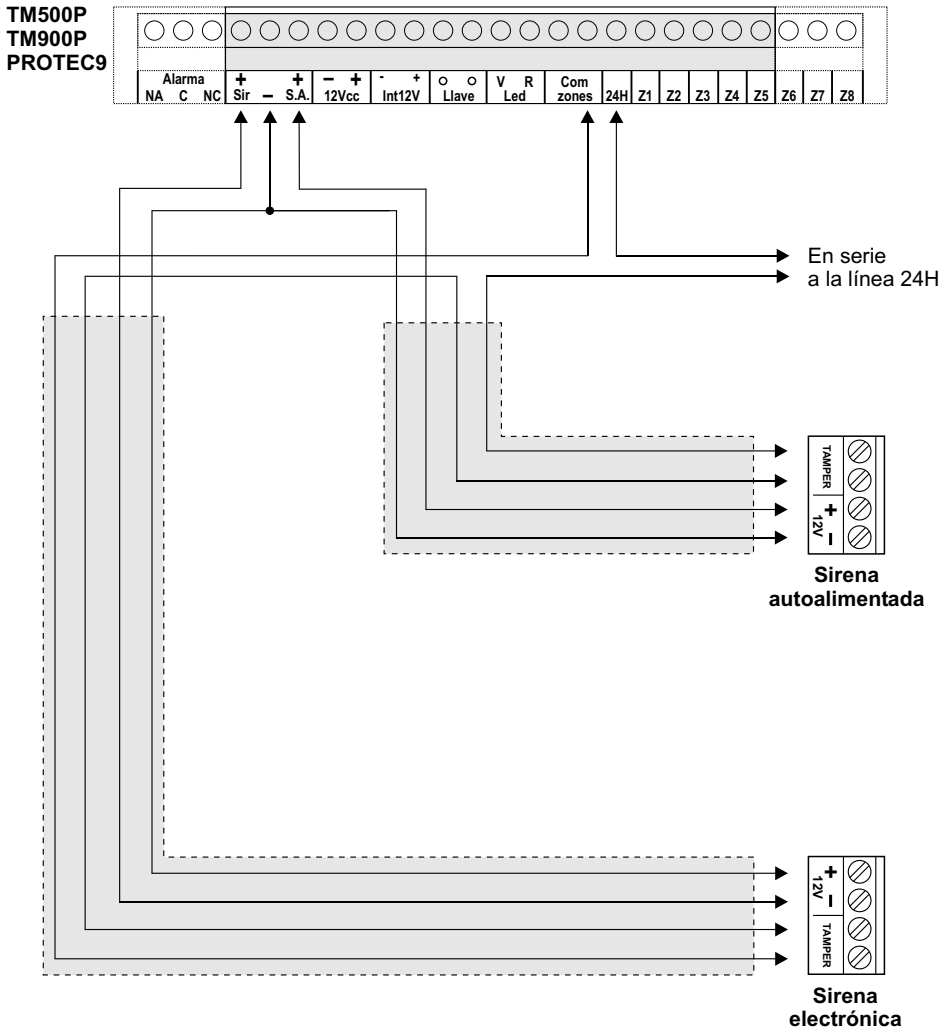 TM500P
TM900P
PROTEC9
Alarma
NA C NC
+ Sir
–
+ S.A.
– +
12Vcc
- +
Int12V
Llave
V R
Led
Com
zones
24H Z1 Z2 Z3 Z4 Z5 Z6 Z7 Z8
En serie
a la línea 24H
TAMPER
+ –
12V
Sirena
autoalimentada
+ –
12V
TAMPER
Sirena
electrónica